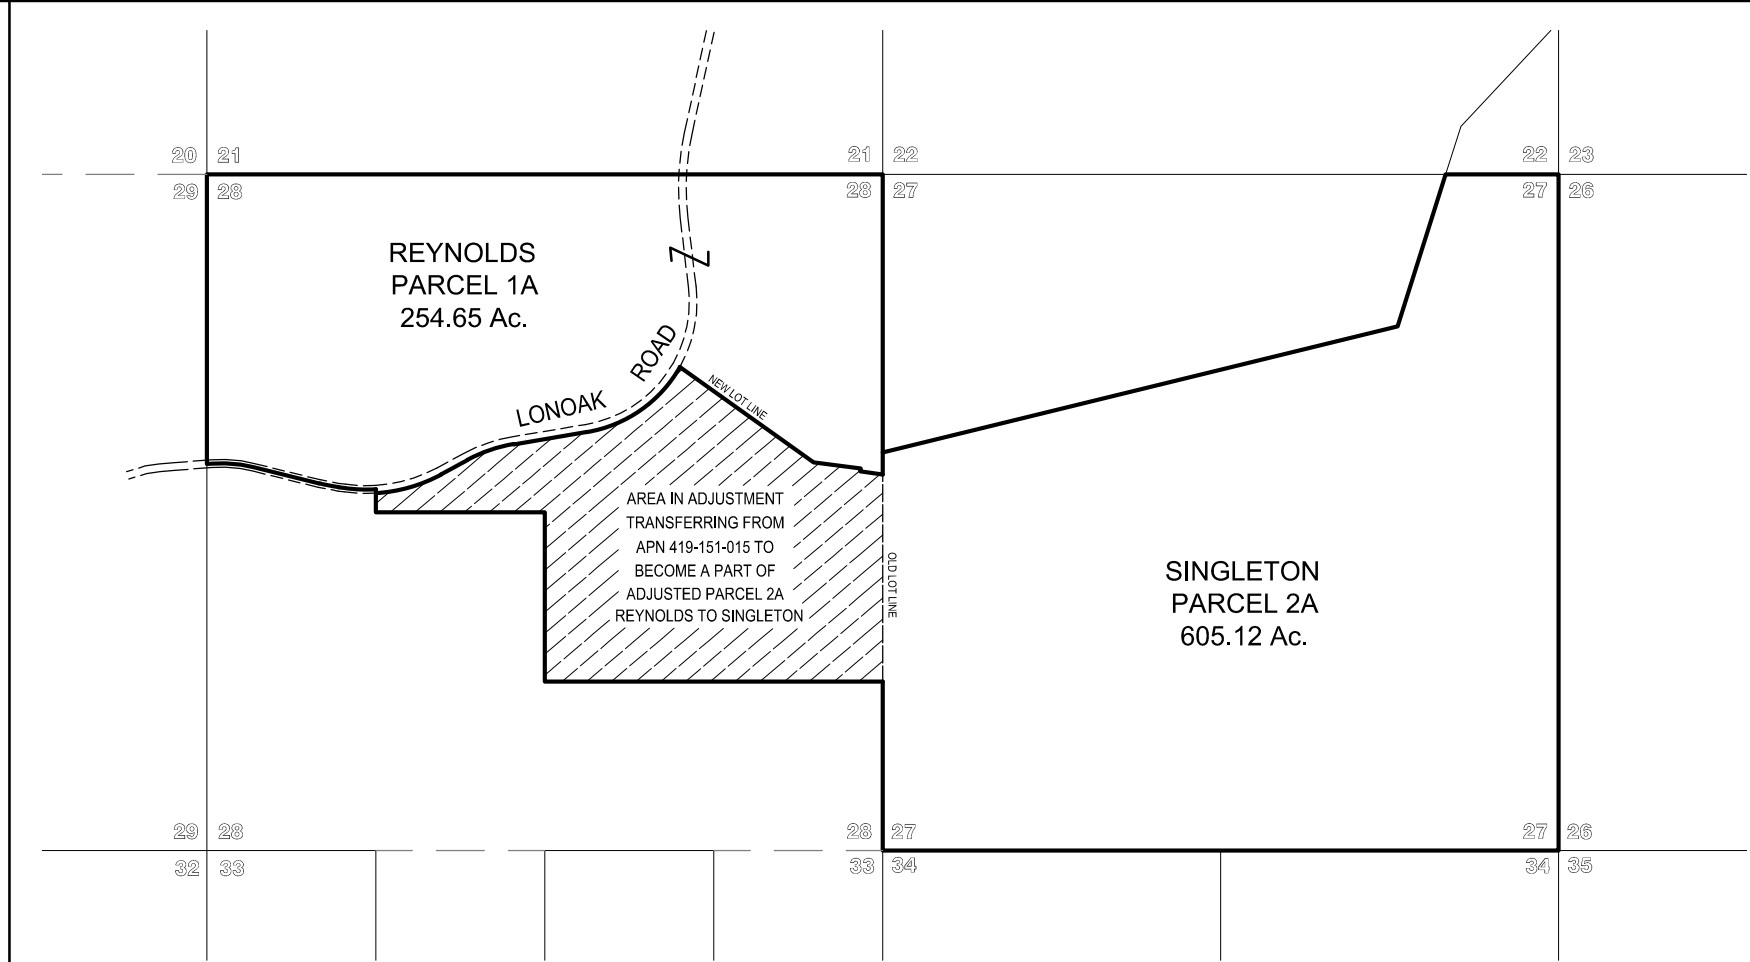 20 21
21 22
22 23
29 28
28 27
27 26
REYNOLDS
PARCEL 1A
254.65 Ac.
LONOAK ROAD
NEW LOT LINE
AREA IN ADJUSTMENT
TRANSFERRING FROM
APN 419-151-015 TO
BECOME A PART OF
ADJUSTED PARCEL 2A
REYNOLDS TO SINGLETON
OLD LOT LINE
SINGLETON
PARCEL 2A
605.12 Ac.
29 28
28 27
27 26
32 33
33 34
34 35